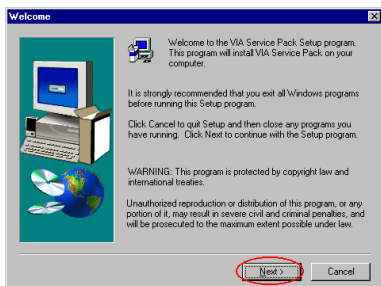 Welcome
Welcome to the VIA Service Pack Setup program.
This program will install VIA Service Pack on your
computer.
It is strongly recommended that you exit all Windows programs
before running this Setup program.
Click Cancel to quit Setup and then close any programs you
have running. Click Next to continue with the Setup program.
WARNING: This program is protected by copyright law and
international treaties.
Unauthorized reproduction or distribution of this program, or any
portion of it, may result in severe civil and criminal penalties, and
will be prosecuted to the maximum extent possible under law.
Next >
Cancel